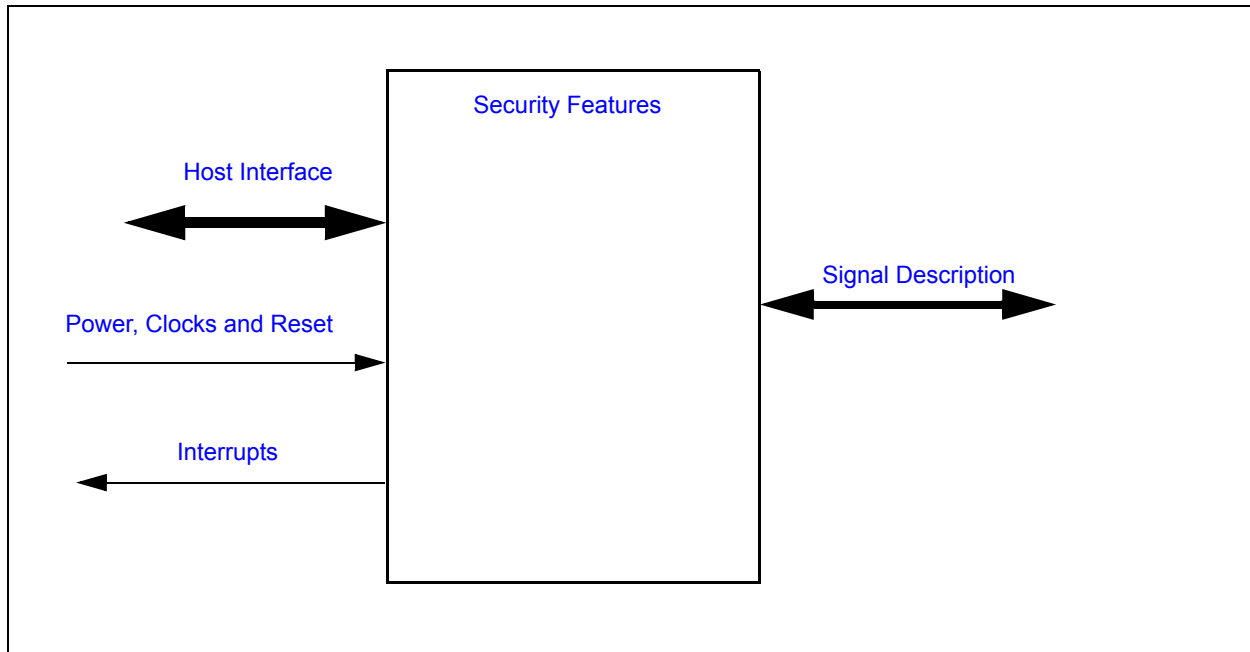 Security Features
Host Interface
Signal Description
Power, Clocks and Reset
Interrupts